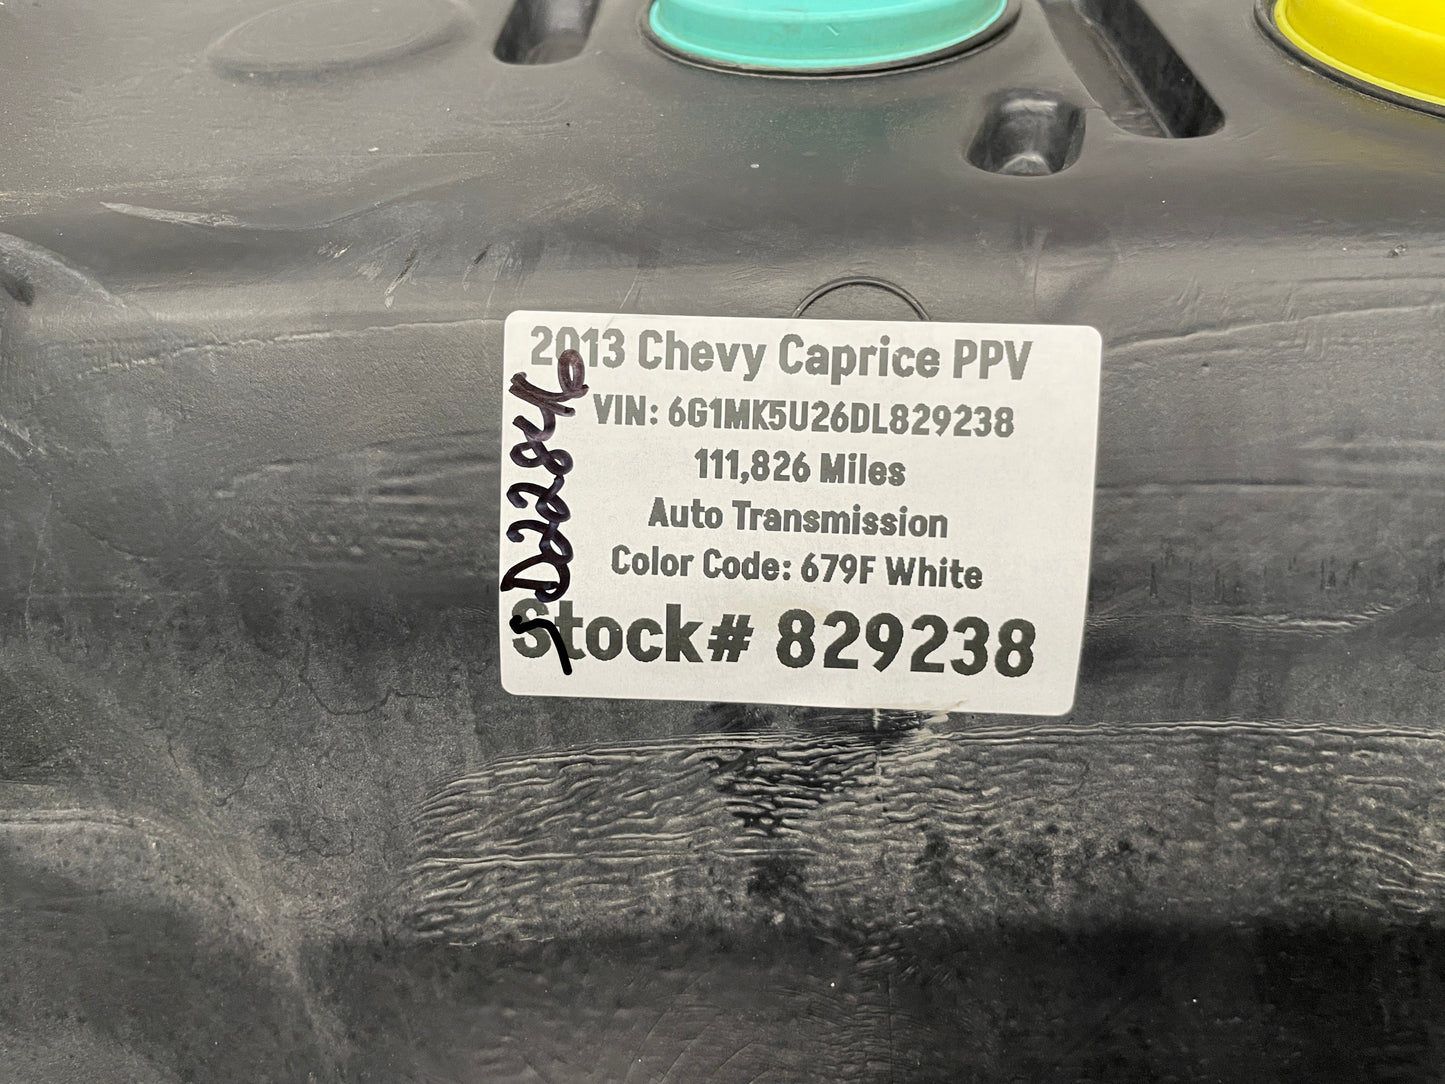 2013 Chevy Caprice PPV
VIN: 6G1MK5U26DL829238
111,826 Miles
Auto Transmission
Color Code: 679F White
Stock# 829238